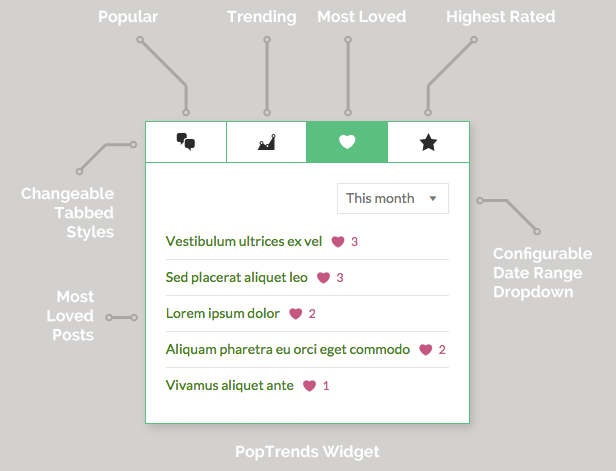 Popular
Trending
Most Loved
Highest Rated
Changeable
Tabbed
Styles
This month
Configurable
Date Range
Dropdown
Vestibulum ultrices ex vel 3
Sed placerat aliquet leo 3
Most
Loved
Posts
Lorem ipsum dolor 2
Aliquam pharetra eu orci eget commodo 2
Vivamus aliquet ante 1
PopTrends Widget